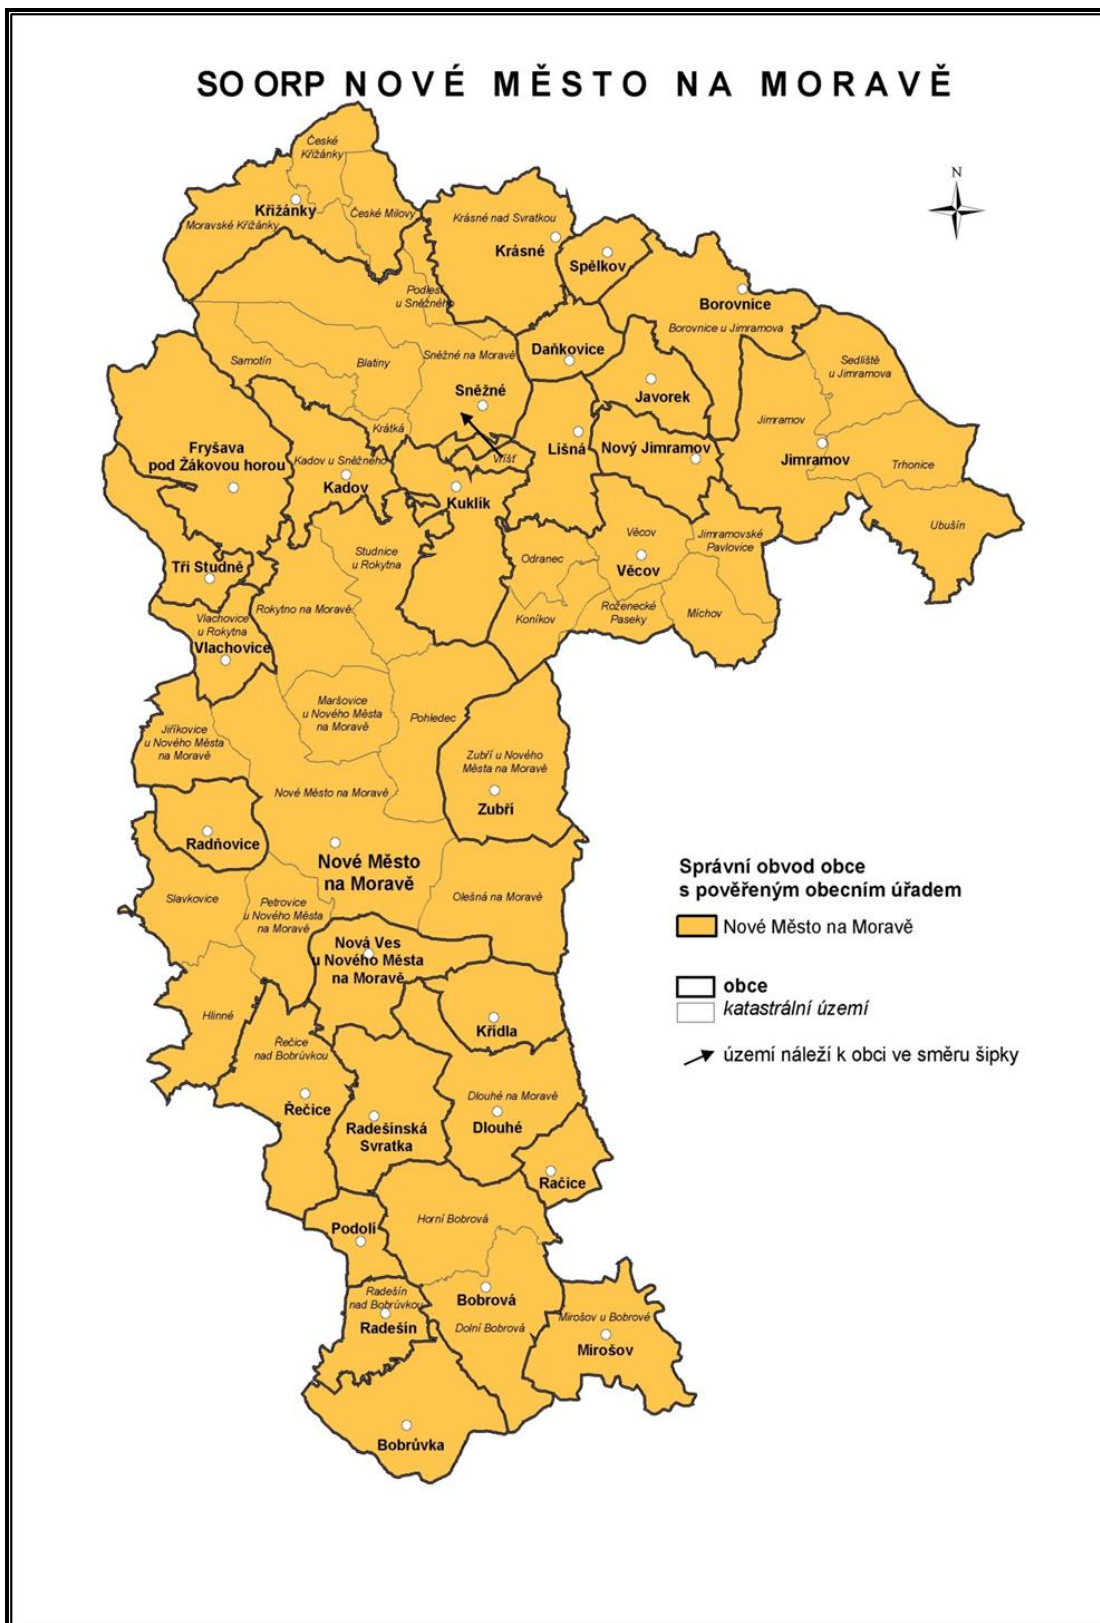 SO ORP NOVÉ MĚSTO NA MORAVĚ
N
České
Křižánky
Křižánky
Moravské Křižánky
České Milovy
Krásné nad Svratkou
Krásné
Spělkov
Podlesí
u Sněžného
Borovnice
Borovnice u Jimramova
Sněžné na Moravě
Daňkovice
Samotín
Blatiny
Sedliště
u Jimramova
Sněžné
Javorek
Krátká
Jimramov
Fryšava
pod Žákovou horou
Kadov u Sněžného
Kadov
Vříšť
Líšná
Nový Jimramov
Jimramov
Trhonice
Kuklík
Ubušín
Studnice
u Rokytna
Odranec
Věcov
Věcov
Jimramovské
Pavlovice
Tři Studně
Rokytno na Moravě
Koníkov
Roženecké
Paseky
Míchov
Vlachovice
u Rokytna
Vlachovice
Maršovice
u Nového Města
na Moravě
Pohledec
Jiříkovice
u Nového Města
na Moravě
Zubří u Nového
Města na Moravě
Nové Město na Moravě
Zubří
Radňovice
Nové Město
na Moravě
Slavkovice
Petrovice
u Nového Města
na Moravě
Olešná na Moravě
Nová Ves
u Nového Města
na Moravě
Hlinné
Křídla
Řečice
nad Bobrůvkou
Řečice
Dlouhé na Moravě
Dlouhé
Radešínská
Svratka
Račice
Podolí
Horní Bobrová
Radešín
nad Bobrůvkou
Radešín
Bobrová
Dolní Bobrová
Mirošov u Bobrové
Mirošov
Bobrůvka
Správní obvod obce
s pověřeným obecním úřadem
Nové Město na Moravě
obce
katastrální území
území náleží k obci ve směru šipky